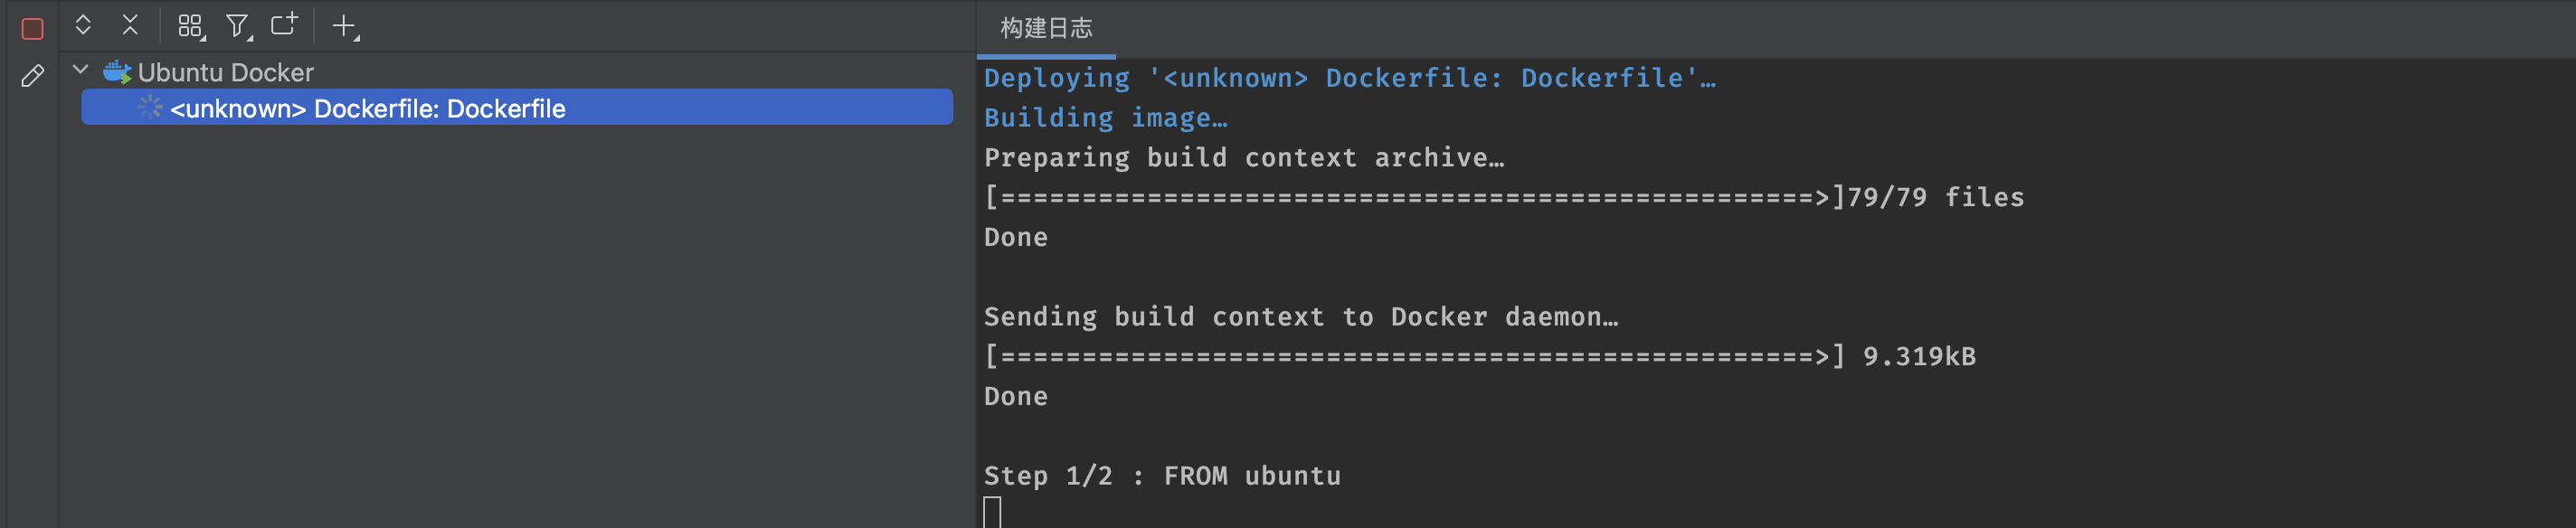 Ubuntu Docker
<unknown> Dockerfile: Dockerfile
构建日志
Deploying '<unknown> Dockerfile: Dockerfile'…
Building image…
Preparing build context archive…
[==================================================>]79/79 files
Done
Sending build context to Docker daemon…
[==================================================>] 9.319kB
Done
Step 1/2 : FROM ubuntu